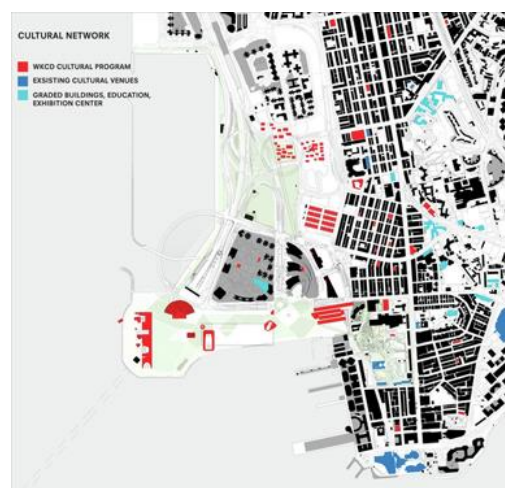 CULTURAL NETWORK
WKCD CULTURAL PROGRAM
EXSISTING CULTURAL VENUES
GRADED BUILDINGS, EDUCATION,
EXHIBITION CENTER